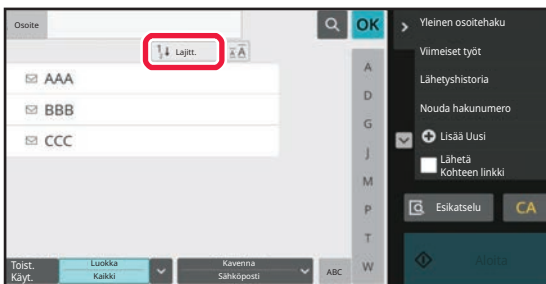 Osoite
OK
Lajitt.
AAA
BBB
CCC
A
D
G
J
M
P
T
W
Toist.
Käyt.
Luokka
Kaikki
Kavenna
Sähköposti
ABC
Yleinen osoitehaku
Viimeiset työt
Lähetyshistoria
Nouda hakunumero
Lisää Uusi
Lähetä
Kohteen linkki
Esikatselu
CA
Aloita